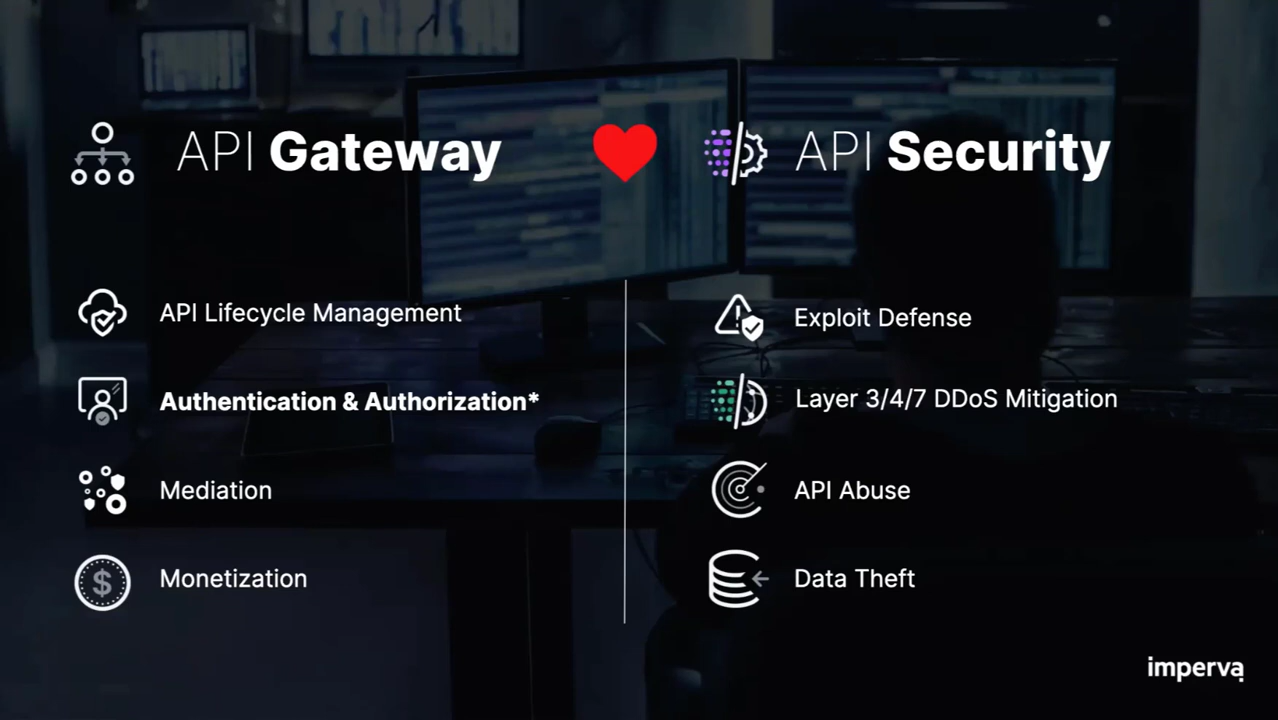 API Gateway
API Security
API Lifecycle Management
Authentication & Authorization*
Mediation
$
Monetization
Exploit Defense
Layer 3/4/7 DDoS Mitigation
API Abuse
Data Theft
imperva